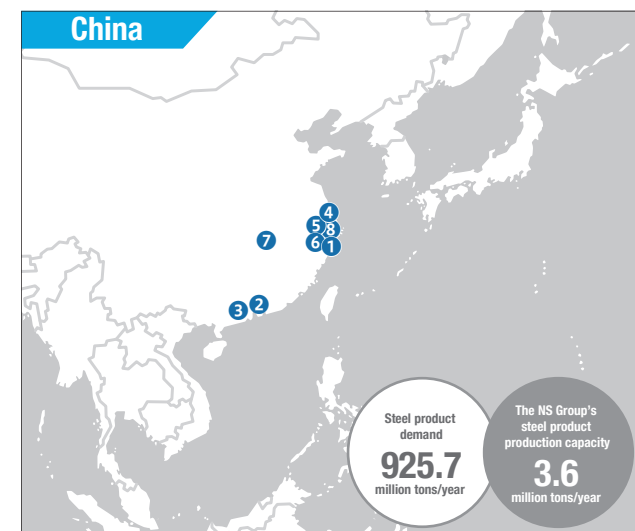 China
4
5
8
7
6
1
2
3
Steel product
demand
925.7
million tons/year
The NS Group's
steel product
production capacity
3.6
million tons/year